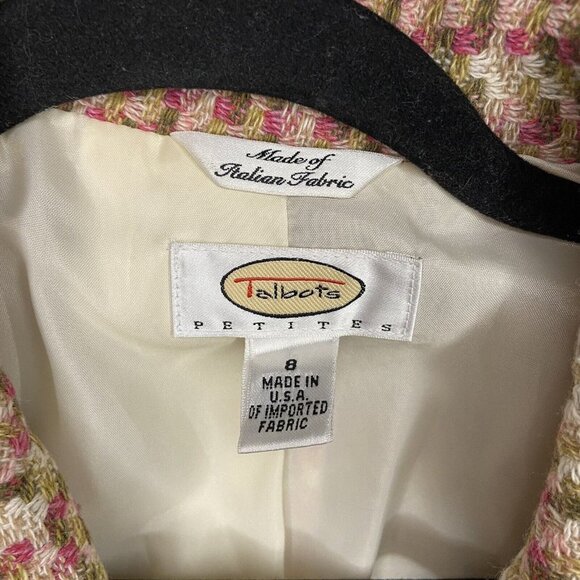 Made of
Italian Fabric
Talbots
PETITES
8
MADE IN
U.S.A.
OF IMPORTED
FABRIC